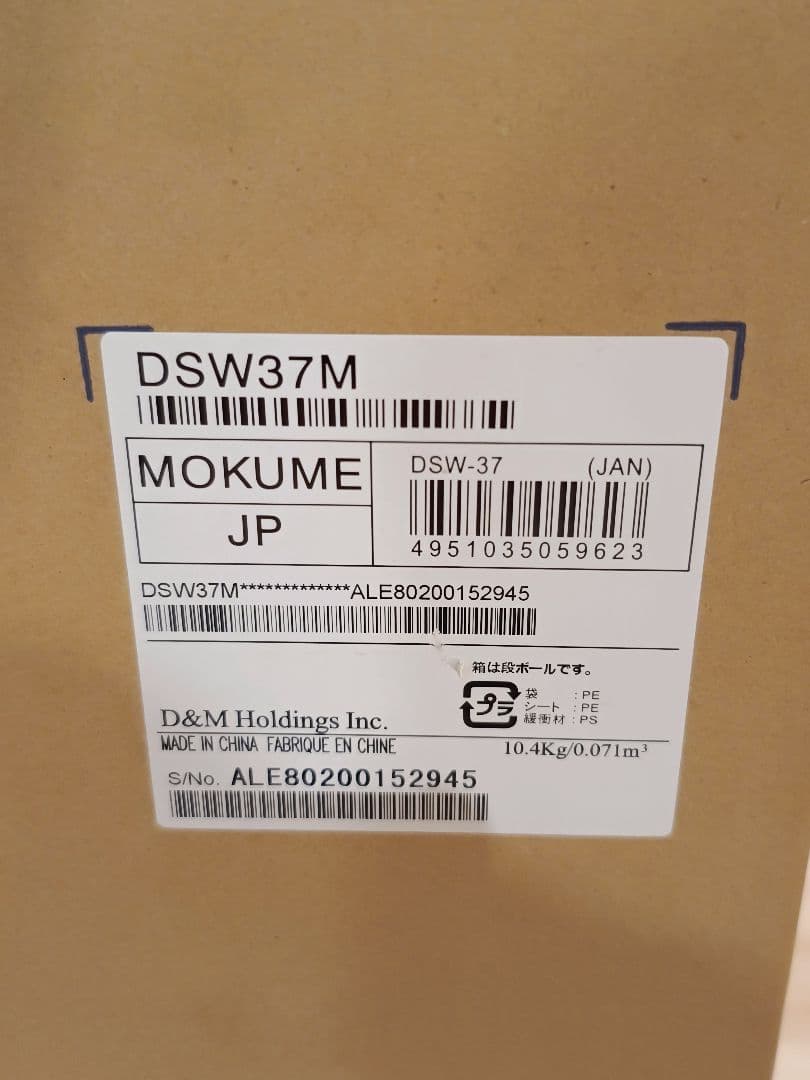 DSW37M
MOKUME
JP
DSW-37 (JAN)
4951035059623
DSW37M*************ALE80200152945
箱は段ボールです。
プラ
袋 : PE
シート : PE
緩衝材 : PS
D&M Holdings Inc.
MADE IN CHINA FABRIQUE EN CHINE
10.4Kg/0.071m³
S/No. ALE80200152945